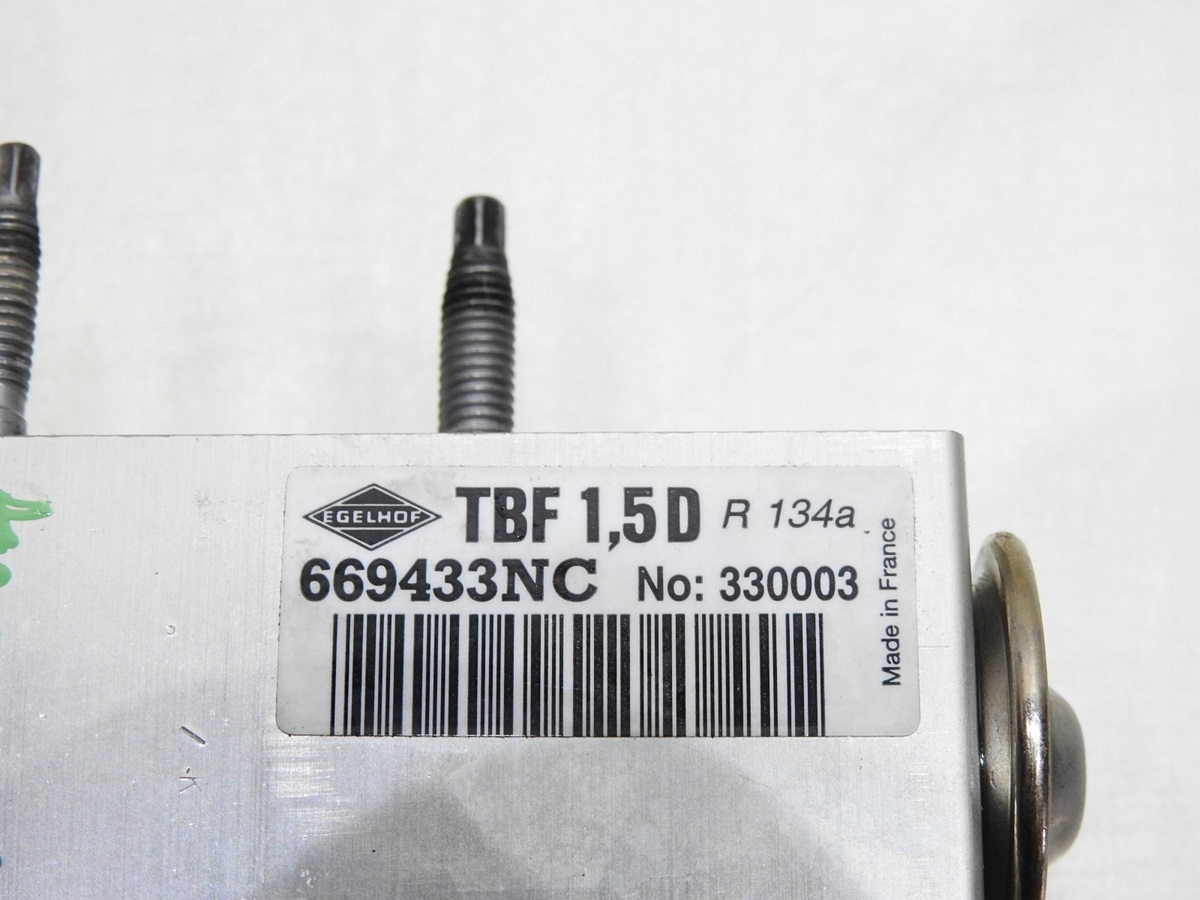 EGELHOF TBF 1,5D R 134a
669433NC No: 330003
Made in France
K